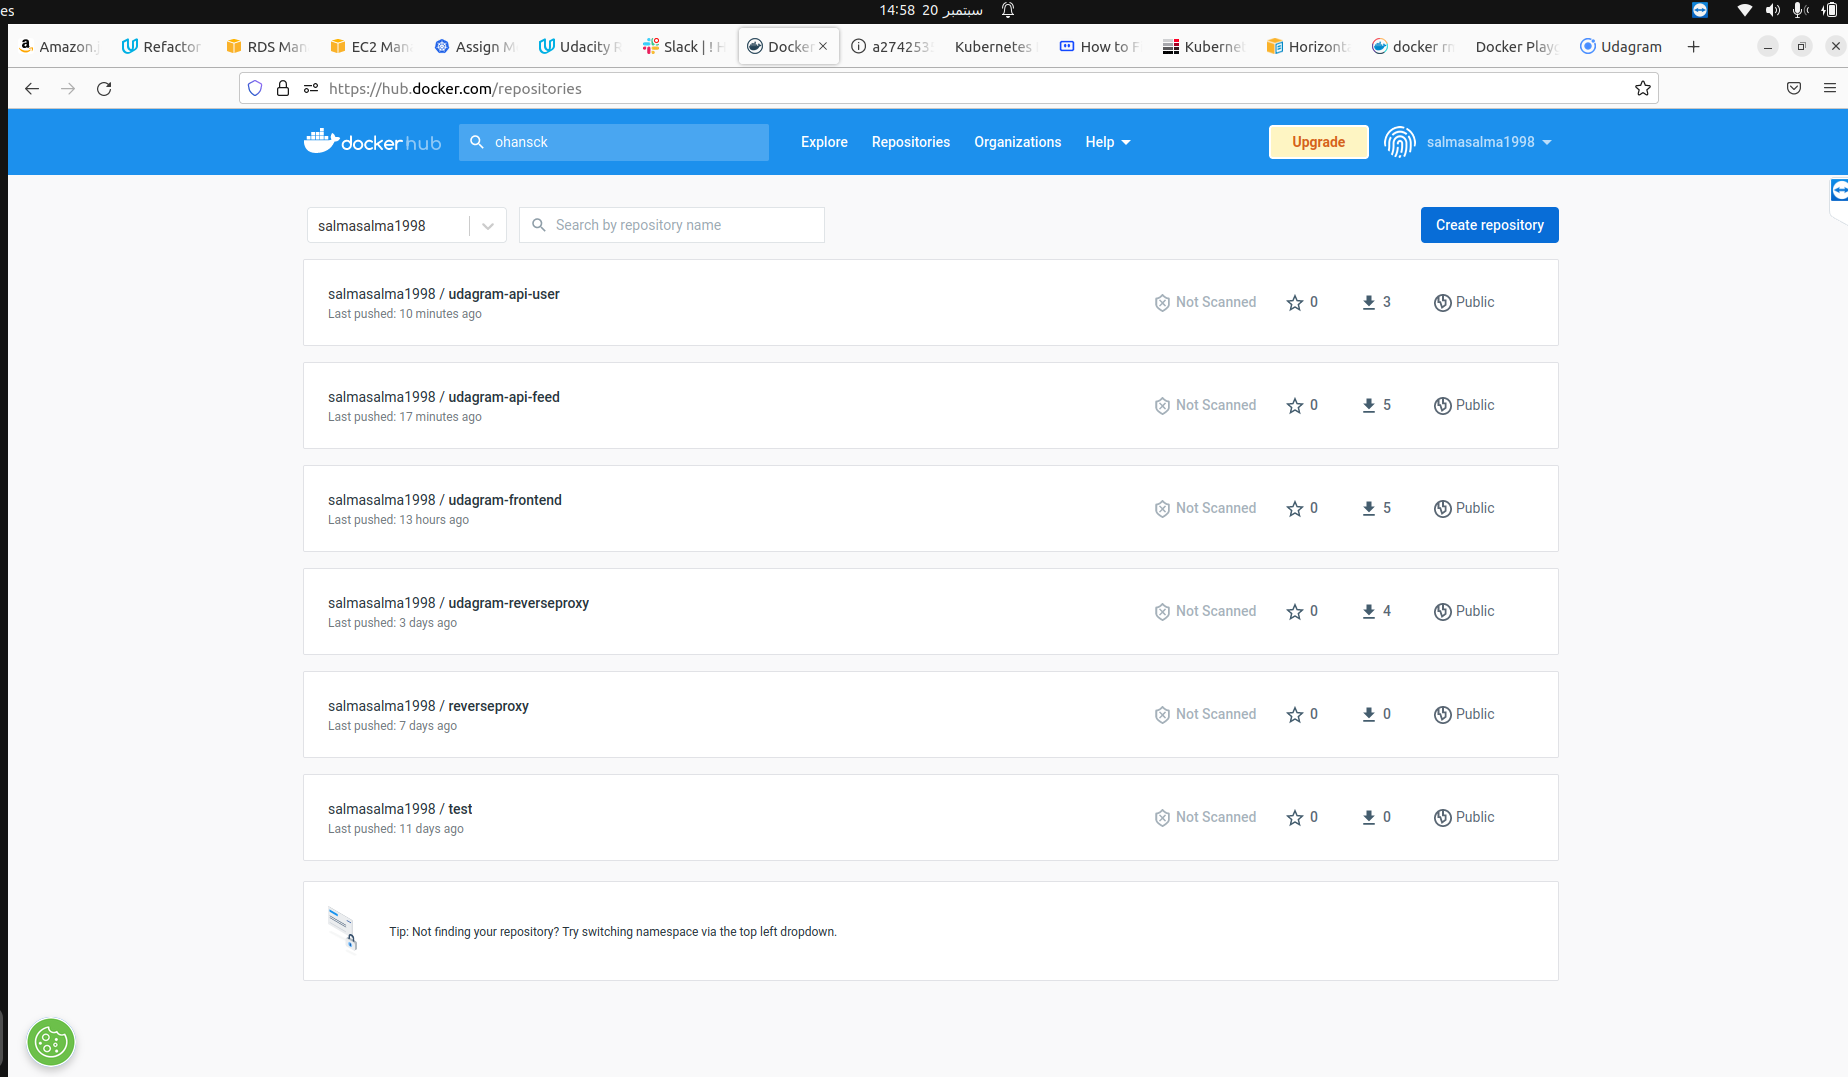 es
14:58  20 سبتمبر
Amazon.j
Refactor
RDS Man
EC2 Man
Assign M
Udacity R
Slack | ! H
Docker
a274253
Kubernetes
How to F
Kuberne
Horizonta
docker rm
Docker Playg
Udagram
https://hub.docker.com/repositories
docker hub
ohansck
Explore
Repositories
Organizations
Help
Upgrade
salmasalma1998
salmasalma1998
Search by repository name
Create repository
salmasalma1998 / udagram-api-user
Last pushed: 10 minutes ago
Not Scanned
0
3
Public
salmasalma1998 / udagram-api-feed
Last pushed: 17 minutes ago
Not Scanned
0
5
Public
salmasalma1998 / udagram-frontend
Last pushed: 13 hours ago
Not Scanned
0
5
Public
salmasalma1998 / udagram-reverseproxy
Last pushed: 3 days ago
Not Scanned
0
4
Public
salmasalma1998 / reverseproxy
Last pushed: 7 days ago
Not Scanned
0
0
Public
salmasalma1998 / test
Last pushed: 11 days ago
Not Scanned
0
0
Public
Tip: Not finding your repository? Try switching namespace via the top left dropdown.